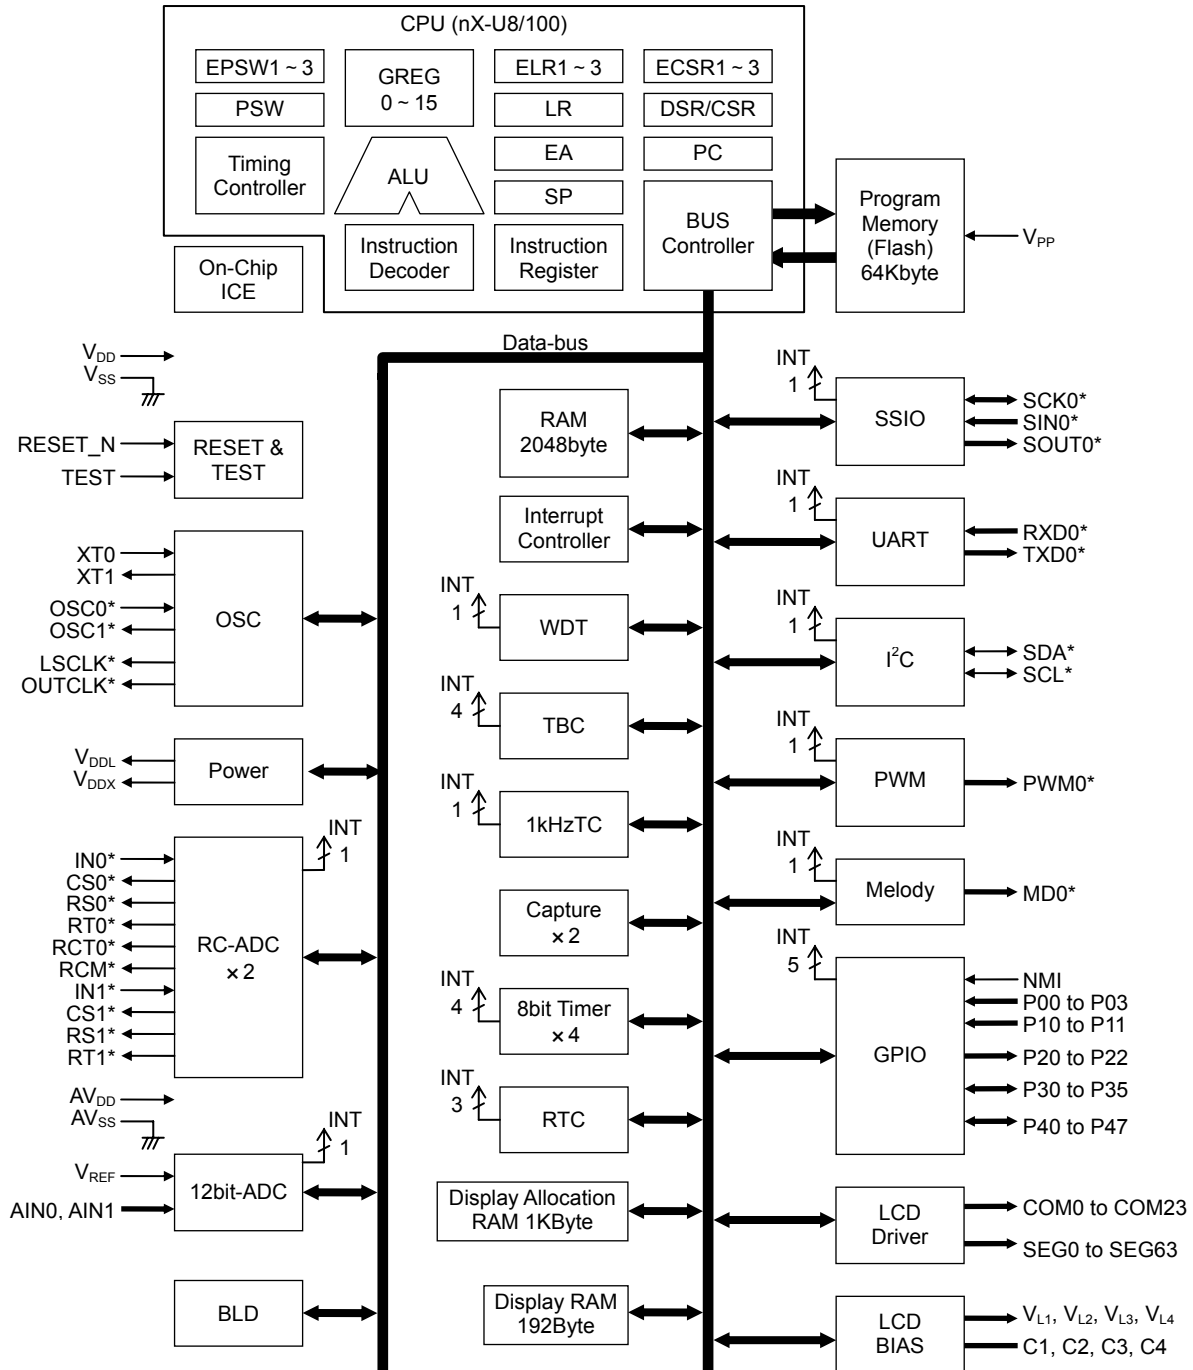 CPU (nX-U8/100)
EPSW1 ~ 3
GREG
0 ~ 15
ELR1 ~ 3
ECSR1 ~ 3
PSW
LR
DSR/CSR
Timing
Controller
ALU
EA
PC
SP
BUS
Controller
Program
Memory
(Flash)
64Kbyte
VPP
On-Chip
ICE
Instruction
Decoder
Instruction
Register
Data-bus
VDD
VSS
RESET_N
TEST
RESET &
TEST
XT0
XT1
OSC0*
OSC1*
LSCLK*
OUTCLK*
OSC
VDDL
VDDX
Power
IN0*
CS0*
RS0*
RT0*
RCT0*
RCM*
IN1*
CS1*
RS1*
RT1*
RC-ADC
× 2
INT
1
AVDD
AVSS
VREF
AIN0, AIN1
12bit-ADC
INT
1
BLD
RAM
2048byte
Interrupt
Controller
INT
1
WDT
INT
4
TBC
INT
1
1kHzTC
Capture
× 2
INT
4
8bit Timer
× 4
INT
3
RTC
Display Allocation
RAM 1KByte
Display RAM
192Byte
INT
1
SSIO
SCK0*
SIN0*
SOUT0*
INT
1
UART
RXD0*
TXD0*
INT
1
I²C
SDA*
SCL*
INT
1
PWM
PWM0*
INT
1
Melody
MD0*
INT
5
GPIO
NMI
P00 to P03
P10 to P11
P20 to P22
P30 to P35
P40 to P47
LCD
Driver
COM0 to COM23
SEG0 to SEG63
LCD
BIAS
VL1, VL2, VL3, VL4
C1, C2, C3, C4